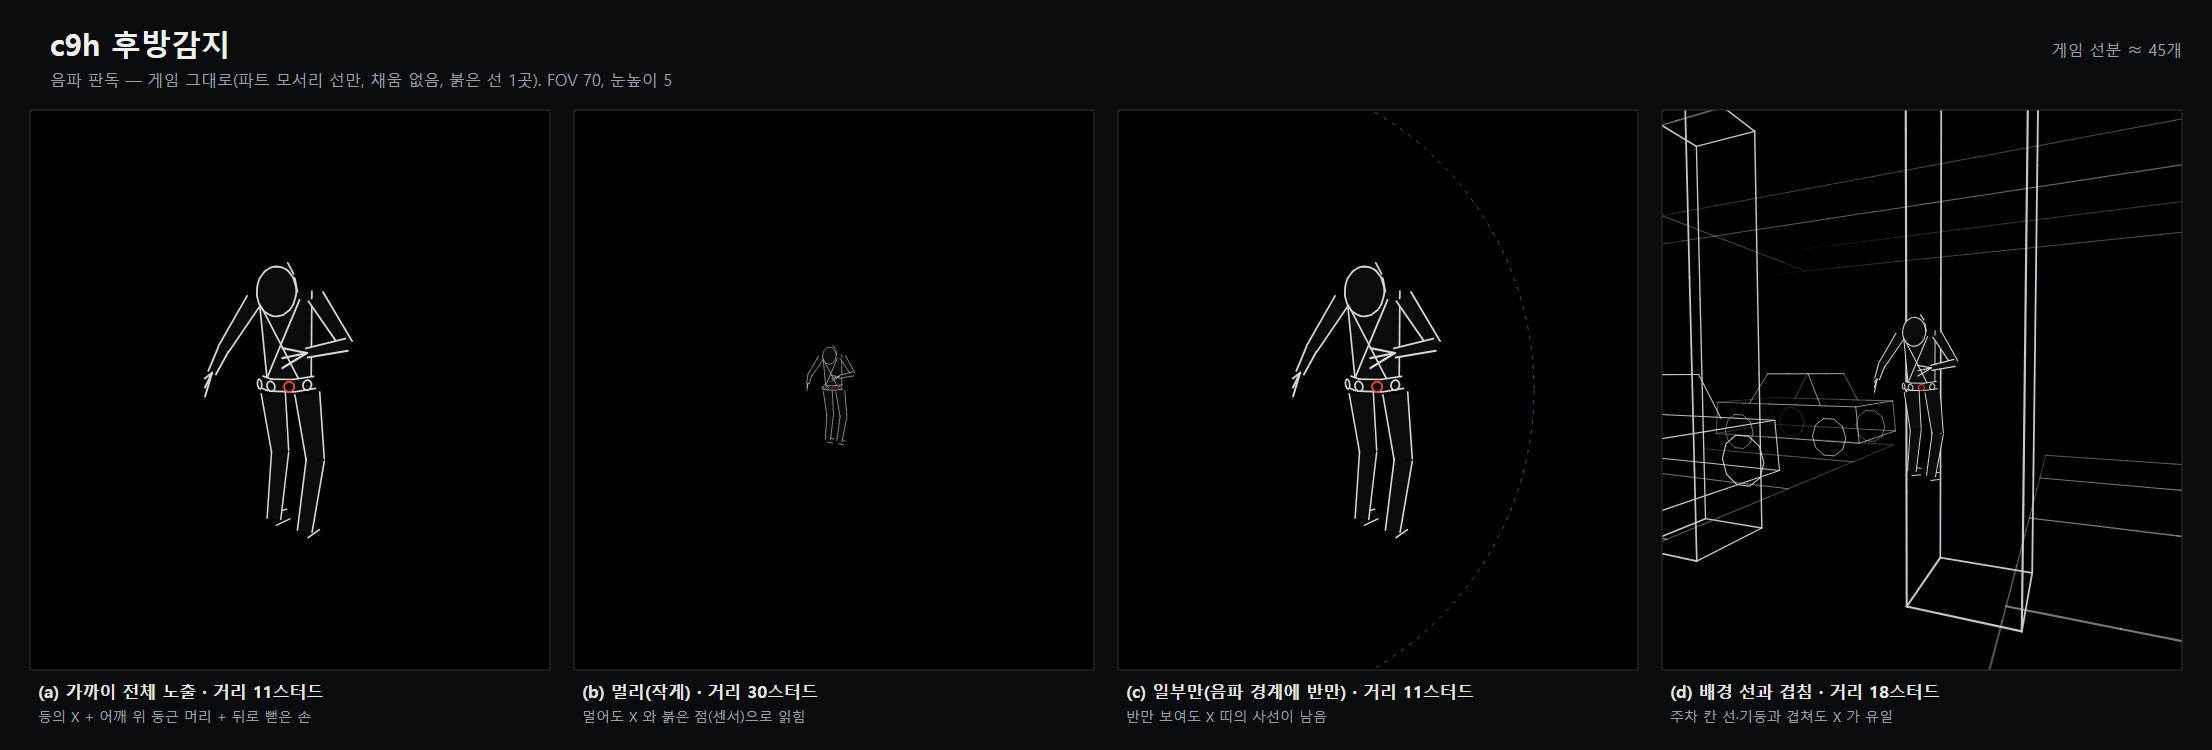 c9h 후방감지
게임 선분 ≈ 45개
음파 판독 — 게임 그대로(파트 모서리 선만, 채움 없음, 붉은 선 1곳). FOV 70, 눈높이 5
(a) 가까이 전체 노출 · 거리 11스터드
등의 X + 어깨 위 둥근 머리 + 뒤로 뻗은 손
(b) 멀리(작게) · 거리 30스터드
멀어도 X 와 붉은 점(센서)으로 읽힘
(c) 일부만(음파 경계에 반만) · 거리 11스터드
반만 보여도 X 띠의 사선이 남음
(d) 배경 선과 겹침 · 거리 18스터드
주차 칸 선·기둥과 겹쳐도 X 가 유일